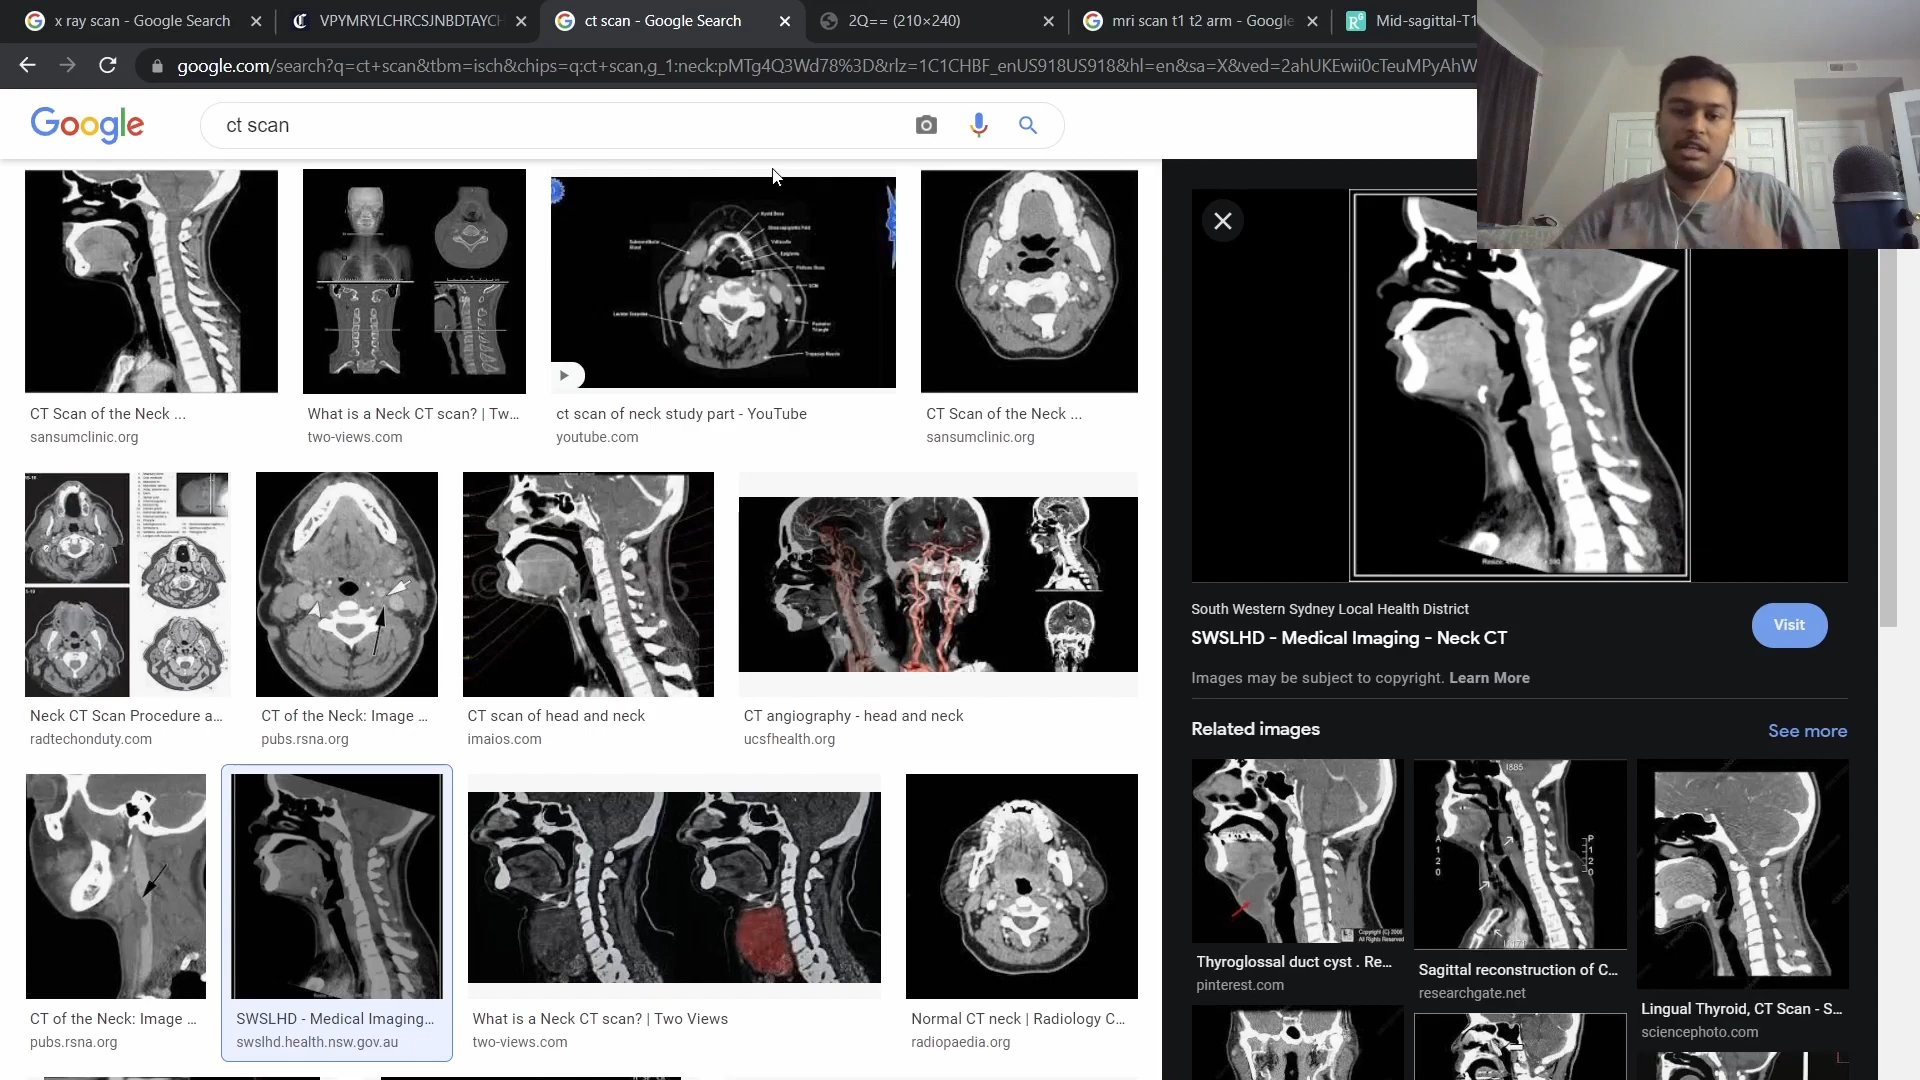 x ray scan - Google Search
VPYMRYLCHRCSJNBDTAYCH
ct scan - Google Search
2Q== (210×240)
mri scan t1 t2 arm - Google
Mid-sagittal-T1
google.com/search?q=ct+scan&tbm=isch&chips=q:ct+scan,g_1:neck:pMTg4Q3Wd78%3D&rlz=1C1CHBF_enUS918US918&hl=en&sa=X&ved=2ahUKEwii0cTeuMPyAhW
Google
ct scan
CT Scan of the Neck ...
sansumclinic.org
What is a Neck CT scan? | Tw...
two-views.com
ct scan of neck study part - YouTube
youtube.com
CT Scan of the Neck ...
sansumclinic.org
Neck CT Scan Procedure a...
radtechonduty.com
CT of the Neck: Image ...
pubs.rsna.org
CT scan of head and neck
imaios.com
CT angiography - head and neck
ucsfhealth.org
CT of the Neck: Image ...
pubs.rsna.org
SWSLHD - Medical Imaging...
swslhd.health.nsw.gov.au
What is a Neck CT scan? | Two Views
two-views.com
Normal CT neck | Radiology C...
radiopaedia.org
South Western Sydney Local Health District
SWSLHD - Medical Imaging - Neck CT
Visit
Images may be subject to copyright. Learn More
Related images
See more
Thyroglossal duct cyst . Re...
pinterest.com
Sagittal reconstruction of C...
researchgate.net
Lingual Thyroid, CT Scan - S...
sciencephoto.com